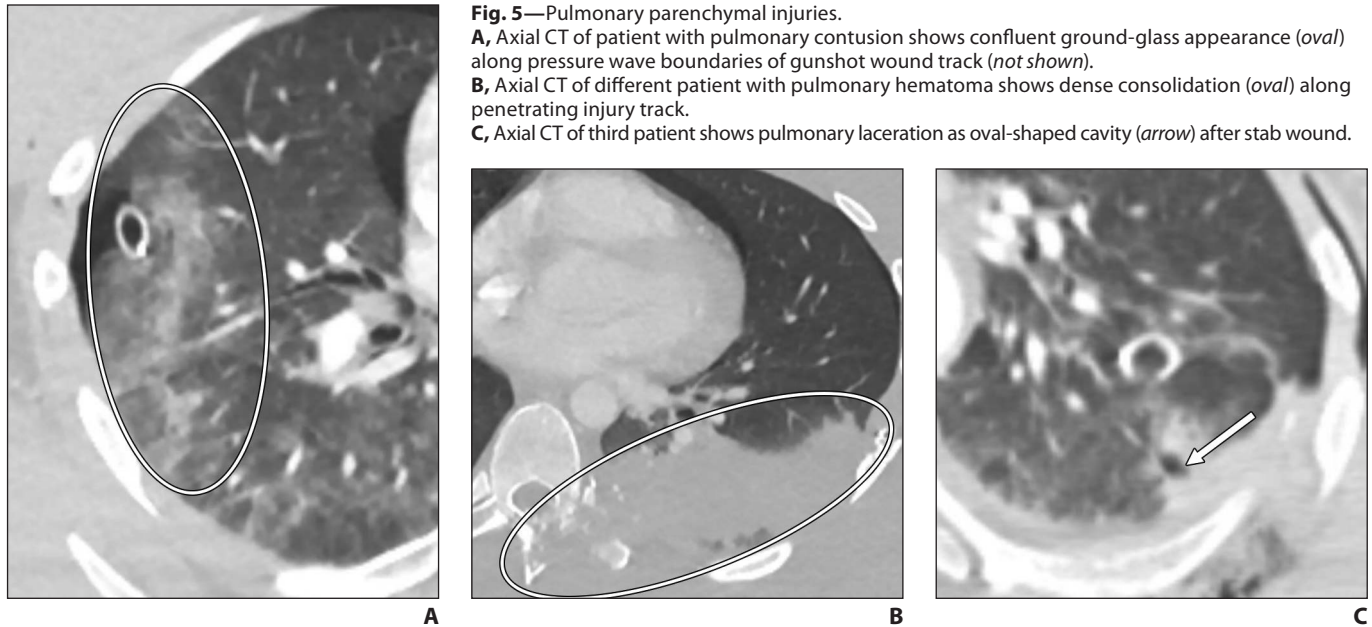 Fig. 5—Pulmonary parenchymal injuries.
A, Axial CT of patient with pulmonary contusion shows confluent ground-glass appearance (oval)
along pressure wave boundaries of gunshot wound track (not shown).
B, Axial CT of different patient with pulmonary hematoma shows dense consolidation (oval) along
penetrating injury track.
C, Axial CT of third patient shows pulmonary laceration as oval-shaped cavity (arrow) after stab wound.
A
B
C